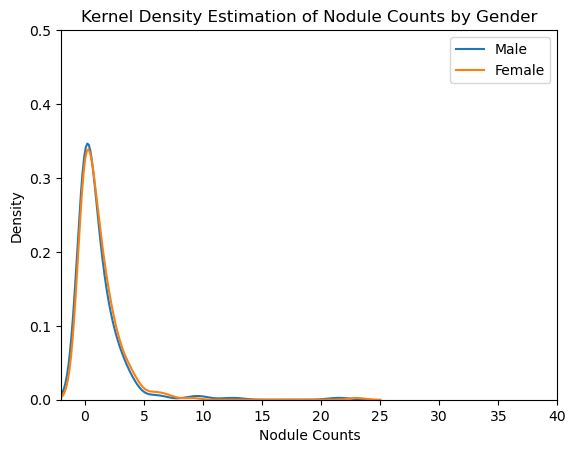 Kernel Density Estimation of Nodule Counts by Gender
0.5
0.4
0.3
0.2
0.1
0.0
Density
Male
Female
0 5 10 15 20 25 30 35 40
Nodule Counts